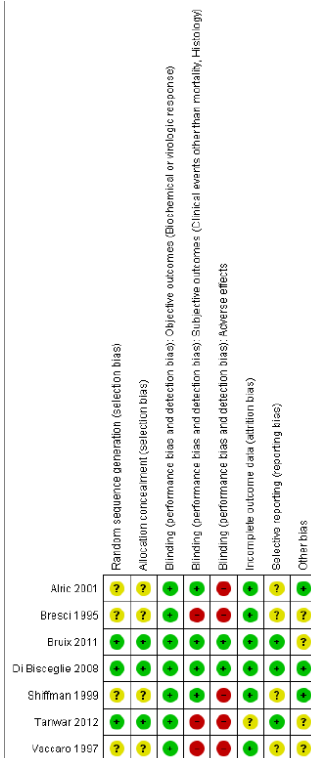 Random sequence generation (selection bias)
Allocation concealment (selection bias)
Blinding (performance bias and detection bias): Objective outcomes (Biochemical or virologic response)
Blinding (performance bias and detection bias): Subjective outcomes (Clinical events other than mortality, Histology)
Blinding (performance bias and detection bias): Adverse effects
Incomplete outcome data (attrition bias)
Selective reporting (reporting bias)
Other bias
Alric 2001 ? ? + + - + ? +
Bresci 1995 ? ? + - - + ? ?
Bruix 2011 + + + + + + + ?
Di Bisceglie 2008 + + + + + + + +
Shiffman 1999 ? ? + + - + ? +
Tanwar 2012 + + + - - ? + ?
Vaccaro 1997 ? ? + - - + ? ?